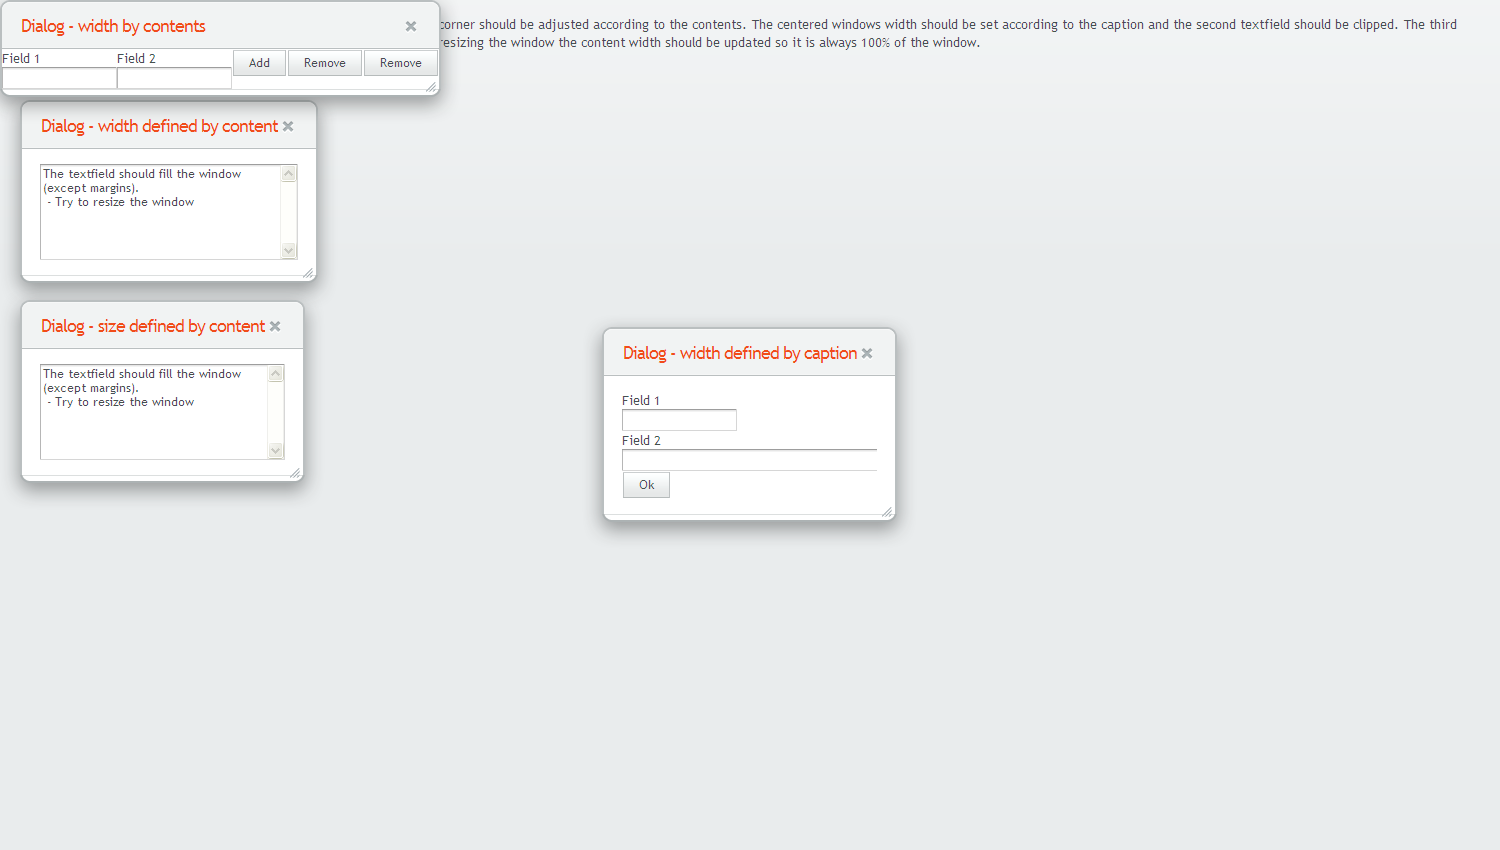 Dialog - width by contents
corner should be adjusted according to the contents. The centered windows width should be set according to the caption and the second textfield should be clipped. The third
resizing the window the content width should be updated so it is always 100% of the window.
Field 1
Field 2
Add
Remove
Remove
Dialog - width defined by content
The textfield should fill the window
(except margins).
- Try to resize the window
Dialog - size defined by content
The textfield should fill the window
(except margins).
- Try to resize the window
Dialog - width defined by caption
Field 1
Field 2
Ok